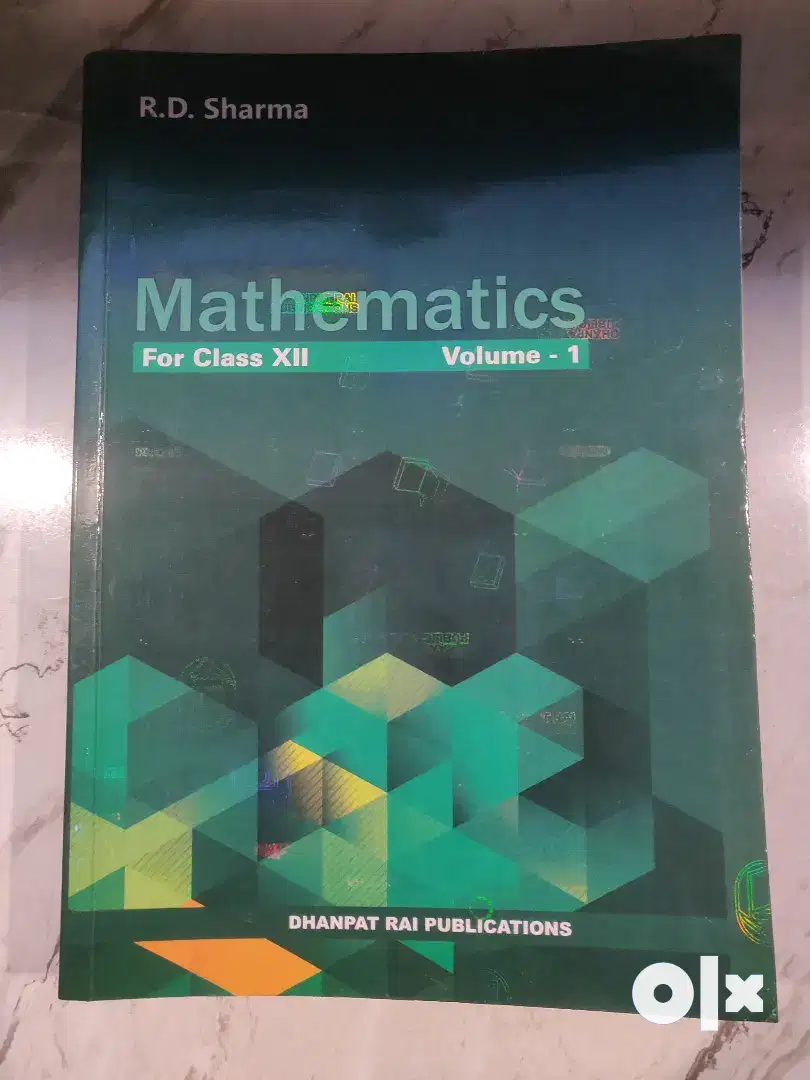 R.D. Sharma
Mathematics
For Class XII Volume - 1
DHANPAT RAI PUBLICATIONS
olx